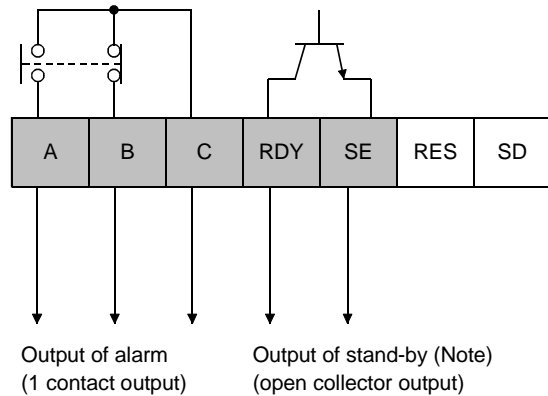 A B C RDY SE RES SD
Output of alarm
(1 contact output)
Output of stand-by (Note)
(open collector output)